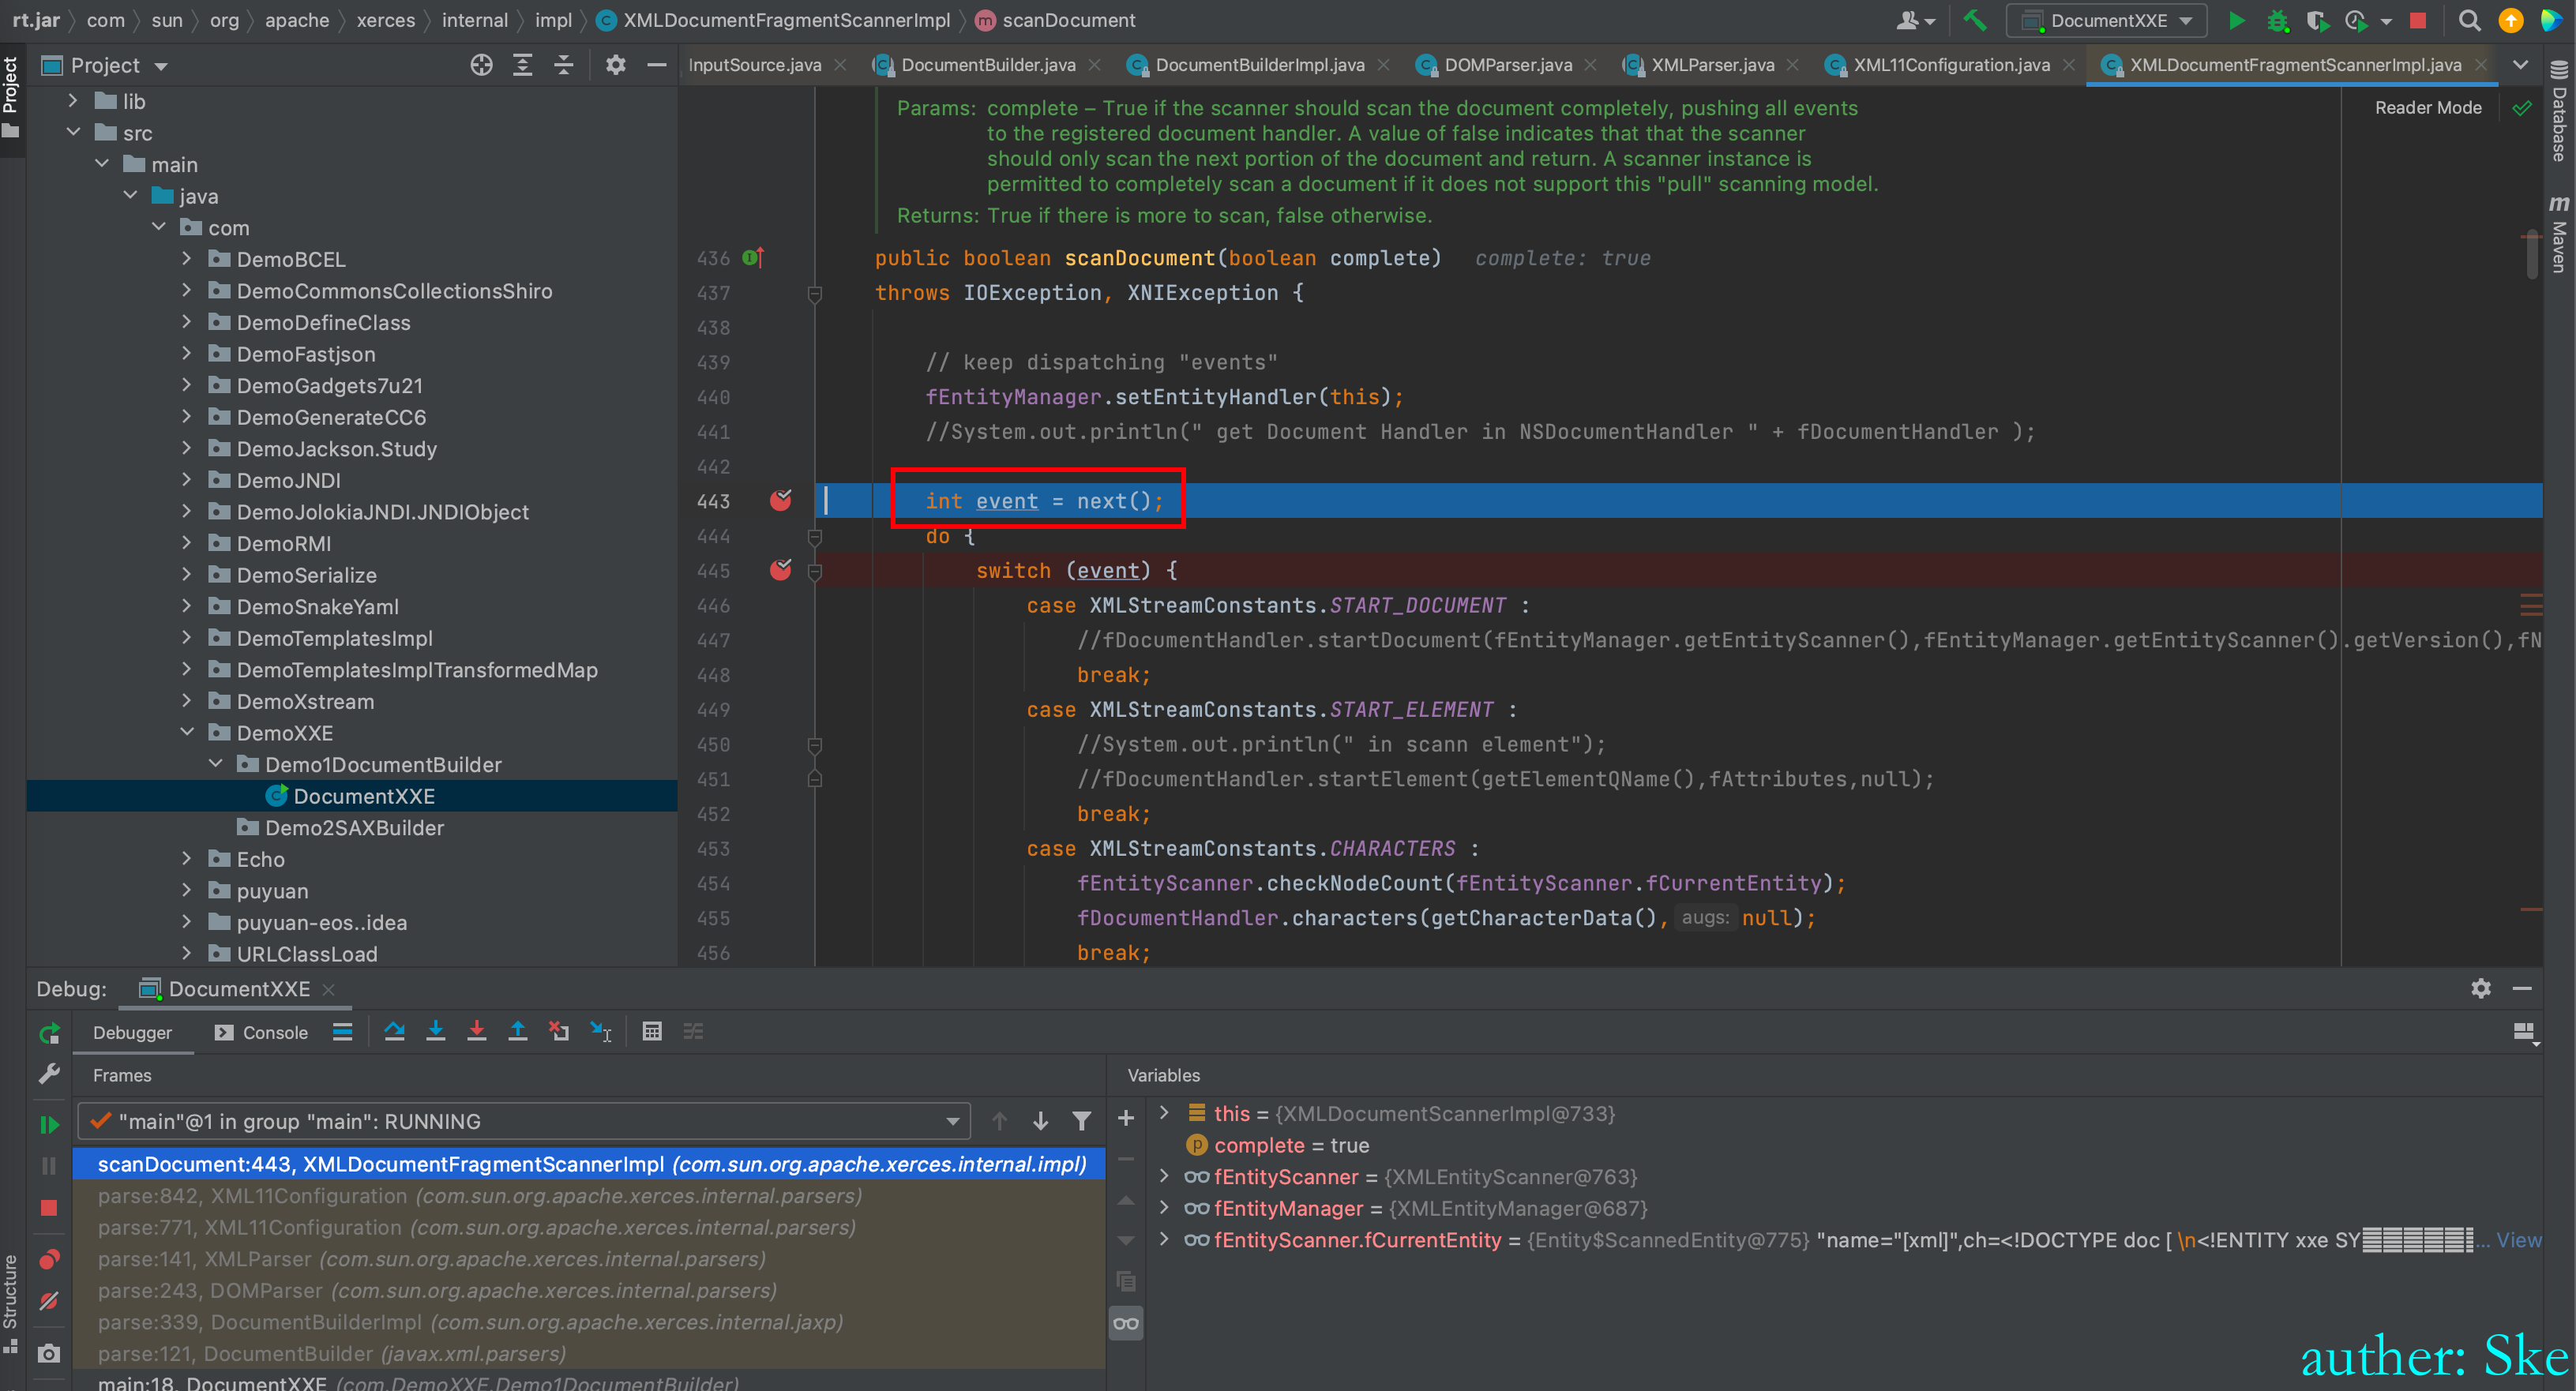 rt.jar com sun org apache xerces internal impl XMLDocumentFragmentScannerImpl scanDocument DocumentXXE
Project InputSource.java DocumentBuilder.java DocumentBuilderImpl.java DOMParser.java XMLParser.java XML11Configuration.java XMLDocumentFragmentScannerImpl.java
Project
Structure
Database
Maven
Reader Mode
lib
src
main
java
com
DemoBCEL
DemoCommonsCollectionsShiro
DemoDefineClass
DemoFastjson
DemoGadgets7u21
DemoGenerateCC6
DemoJackson.Study
DemoJNDI
DemoJolokiaJNDI.JNDIObject
DemoRMI
DemoSerialize
DemoSnakeYaml
DemoTemplatesImpl
DemoTemplatesImplTransformedMap
DemoXstream
DemoXXE
Demo1DocumentBuilder
DocumentXXE
Demo2SAXBuilder
Echo
puyuan
puyuan-eos..idea
URLClassLoad
Params: complete – True if the scanner should scan the document completely, pushing all events
to the registered document handler. A value of false indicates that that the scanner
should only scan the next portion of the document and return. A scanner instance is
permitted to completely scan a document if it does not support this "pull" scanning model.
Returns: True if there is more to scan, false otherwise.
436 public boolean scanDocument(boolean complete) complete: true
437 throws IOException, XNIException {
438
439 // keep dispatching "events"
440 fEntityManager.setEntityHandler(this);
441 //System.out.println(" get Document Handler in NSDocumentHandler " + fDocumentHandler );
442
443 int event = next();
444 do {
445 switch (event) {
446 case XMLStreamConstants.START_DOCUMENT :
447 //fDocumentHandler.startDocument(fEntityManager.getEntityScanner(),fEntityManager.getEntityScanner().getVersion(),fN
448 break;
449 case XMLStreamConstants.START_ELEMENT :
450 //System.out.println(" in scann element");
451 //fDocumentHandler.startElement(getElementQName(),fAttributes,null);
452 break;
453 case XMLStreamConstants.CHARACTERS :
454 fEntityScanner.checkNodeCount(fEntityScanner.fCurrentEntity);
455 fDocumentHandler.characters(getCharacterData(), augs: null);
456 break;
Debug: DocumentXXE
Debugger Console
Frames
"main"@1 in group "main": RUNNING
scanDocument:443, XMLDocumentFragmentScannerImpl (com.sun.org.apache.xerces.internal.impl)
parse:842, XML11Configuration (com.sun.org.apache.xerces.internal.parsers)
parse:771, XML11Configuration (com.sun.org.apache.xerces.internal.parsers)
parse:141, XMLParser (com.sun.org.apache.xerces.internal.parsers)
parse:243, DOMParser (com.sun.org.apache.xerces.internal.parsers)
parse:339, DocumentBuilderImpl (com.sun.org.apache.xerces.internal.jaxp)
parse:121, DocumentBuilder (javax.xml.parsers)
main:18, DocumentXXE (com.DemoXXE.Demo1DocumentBuilder)
Variables
this = {XMLDocumentScannerImpl@733}
complete = true
fEntityScanner = {XMLEntityScanner@763}
fEntityManager = {XMLEntityManager@687}
fEntityScanner.fCurrentEntity = {Entity$ScannedEntity@775} "name="[xml]",ch=<!DOCTYPE doc [ \n<!ENTITY xxe SY... View
auther: Ske